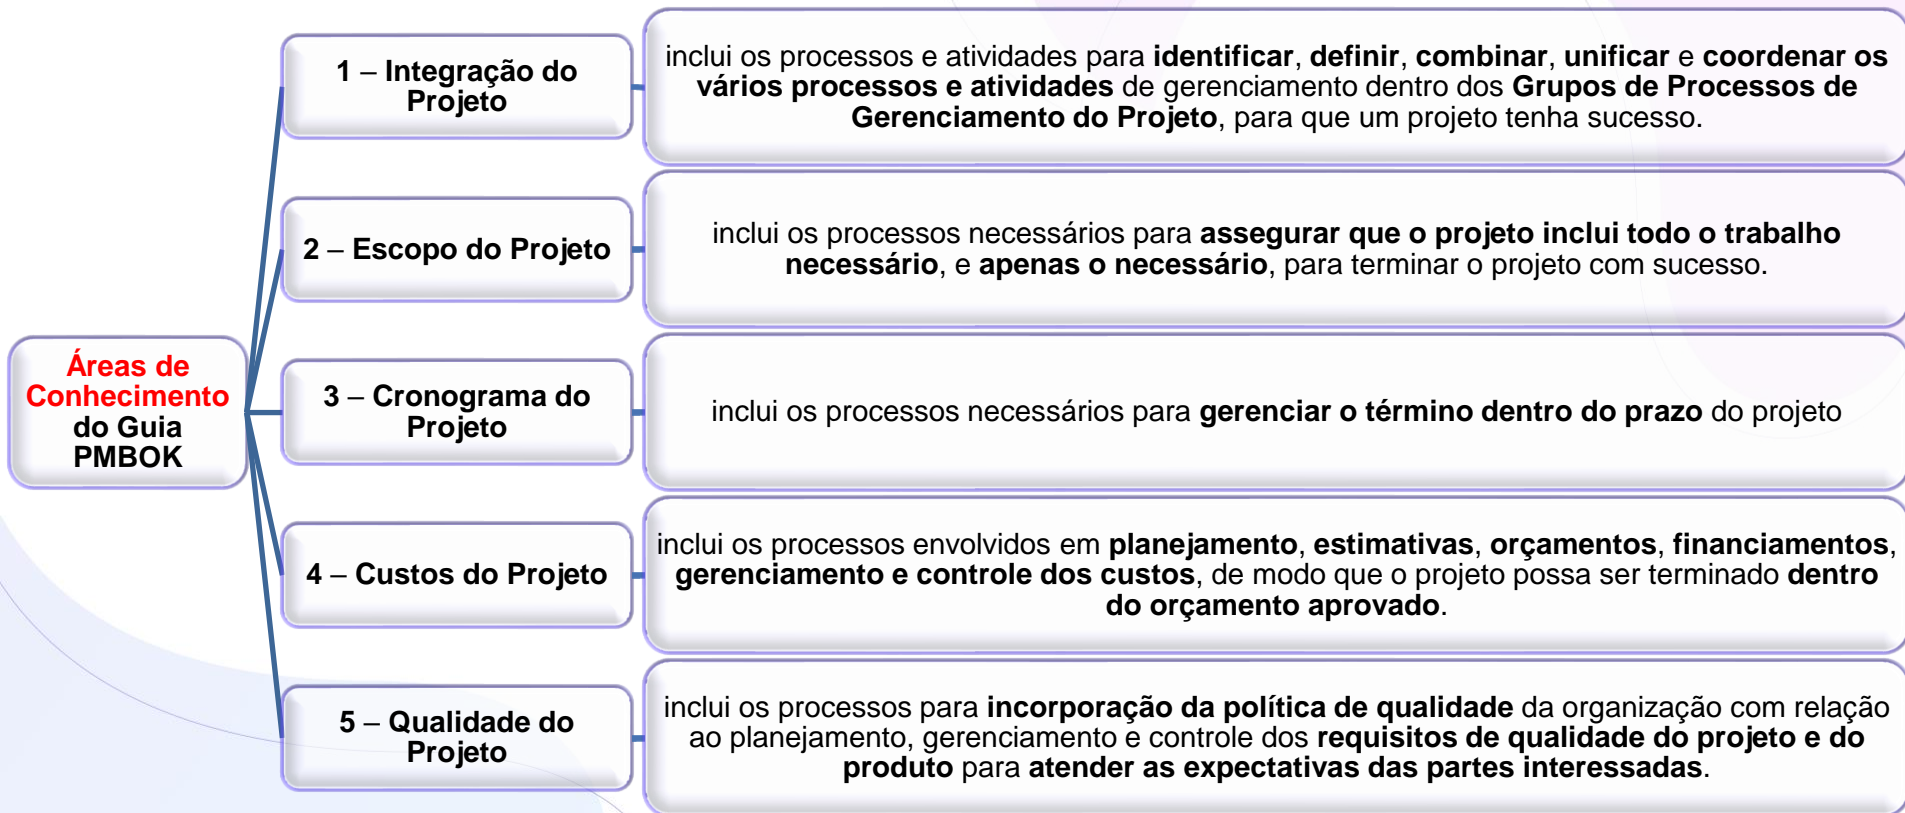 Áreas de
Conhecimento
do Guia
PMBOK
1 – Integração do
Projeto
inclui os processos e atividades para identificar, definir, combinar, unificar e coordenar os
vários processos e atividades de gerenciamento dentro dos Grupos de Processos de
Gerenciamento do Projeto, para que um projeto tenha sucesso.
2 – Escopo do Projeto
inclui os processos necessários para assegurar que o projeto inclui todo o trabalho
necessário, e apenas o necessário, para terminar o projeto com sucesso.
3 – Cronograma do
Projeto
inclui os processos necessários para gerenciar o término dentro do prazo do projeto
4 – Custos do Projeto
inclui os processos envolvidos em planejamento, estimativas, orçamentos, financiamentos,
gerenciamento e controle dos custos, de modo que o projeto possa ser terminado dentro
do orçamento aprovado.
5 – Qualidade do
Projeto
inclui os processos para incorporação da política de qualidade da organização com relação
ao planejamento, gerenciamento e controle dos requisitos de qualidade do projeto e do
produto para atender as expectativas das partes interessadas.